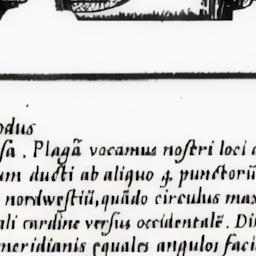 odus
sa . Plagā vocamus nostri loci
um ducti ab aliquo q. punctorū
nordwestiū, quādo circulus max
ali cardine versus occidentalē. Di
meridianis equales angulos faci